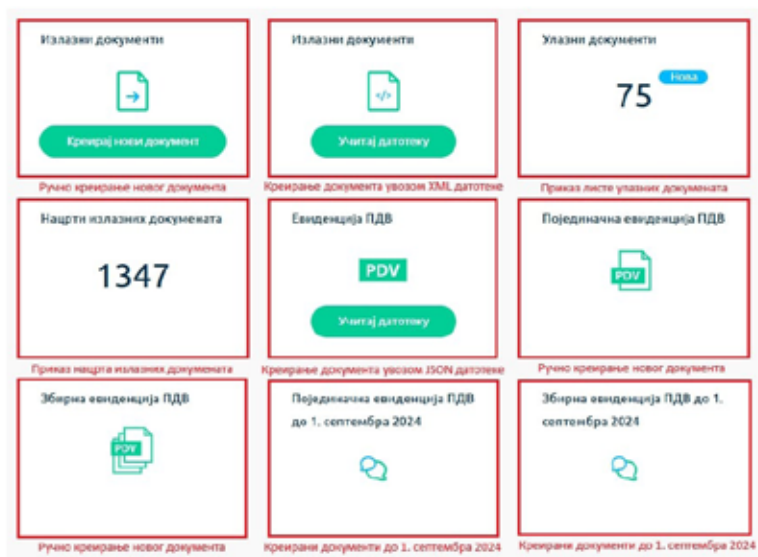 Излазни документи
Креирај нови документ
Ручно креирање новог документа
Излазни документи
</>
Учитај датотеку
Креирање документа увозом XML датотеке
Улазни документи
75
Нова
Приказ листе улазних докумената
Нацрти излазних докумената
1347
Приказ нацрта излазних докумената
Евиденција ПДВ
PDV
Учитај датотеку
Креирање документа увозом JSON датотеке
Појединачна евиденција ПДВ
PDV
Ручно креирање новог документа
Збирна евиденција ПДВ
PDV
Ручно креирање новог документа
Појединачна евиденција ПДВ
до 1. септембра 2024
Креирани документи до 1. септембра 2024
Збирна евиденција ПДВ до 1.
септембра 2024
Креирани документи до 1. септембра 2024